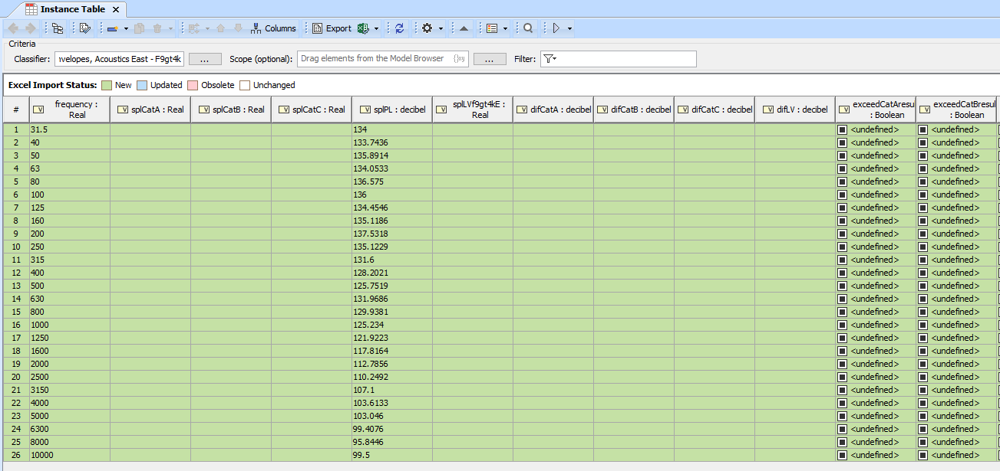 Instance Table
Columns Export
Criteria
Classifier: ıvelopes, Acoustics East - F9gt4k ... Scope (optional): Drag elements from the Model Browser ... Filter:
Excel Import Status: New Updated Obsolete Unchanged
# frequency : Real splCatA : Real splCatB : Real splCatC : Real splPL : decibel splLVf9gt4kE : Real difCatA : decibel difCatB : decibel difCatC : decibel difLV : decibel exceedCatAresu : Boolean exceedCatBresul : Boolean
1 31.5 134 <undefined> <undefined>
2 40 133.7436 <undefined> <undefined>
3 50 135.8914 <undefined> <undefined>
4 63 134.0533 <undefined> <undefined>
5 80 136.575 <undefined> <undefined>
6 100 136 <undefined> <undefined>
7 125 134.4546 <undefined> <undefined>
8 160 135.1186 <undefined> <undefined>
9 200 137.5318 <undefined> <undefined>
10 250 135.1229 <undefined> <undefined>
11 315 131.6 <undefined> <undefined>
12 400 128.2021 <undefined> <undefined>
13 500 125.7519 <undefined> <undefined>
14 630 131.9686 <undefined> <undefined>
15 800 129.9381 <undefined> <undefined>
16 1000 125.234 <undefined> <undefined>
17 1250 121.9223 <undefined> <undefined>
18 1600 117.8164 <undefined> <undefined>
19 2000 112.7856 <undefined> <undefined>
20 2500 110.2492 <undefined> <undefined>
21 3150 107.1 <undefined> <undefined>
22 4000 103.6133 <undefined> <undefined>
23 5000 103.046 <undefined> <undefined>
24 6300 99.4076 <undefined> <undefined>
25 8000 95.8446 <undefined> <undefined>
26 10000 99.5 <undefined> <undefined>